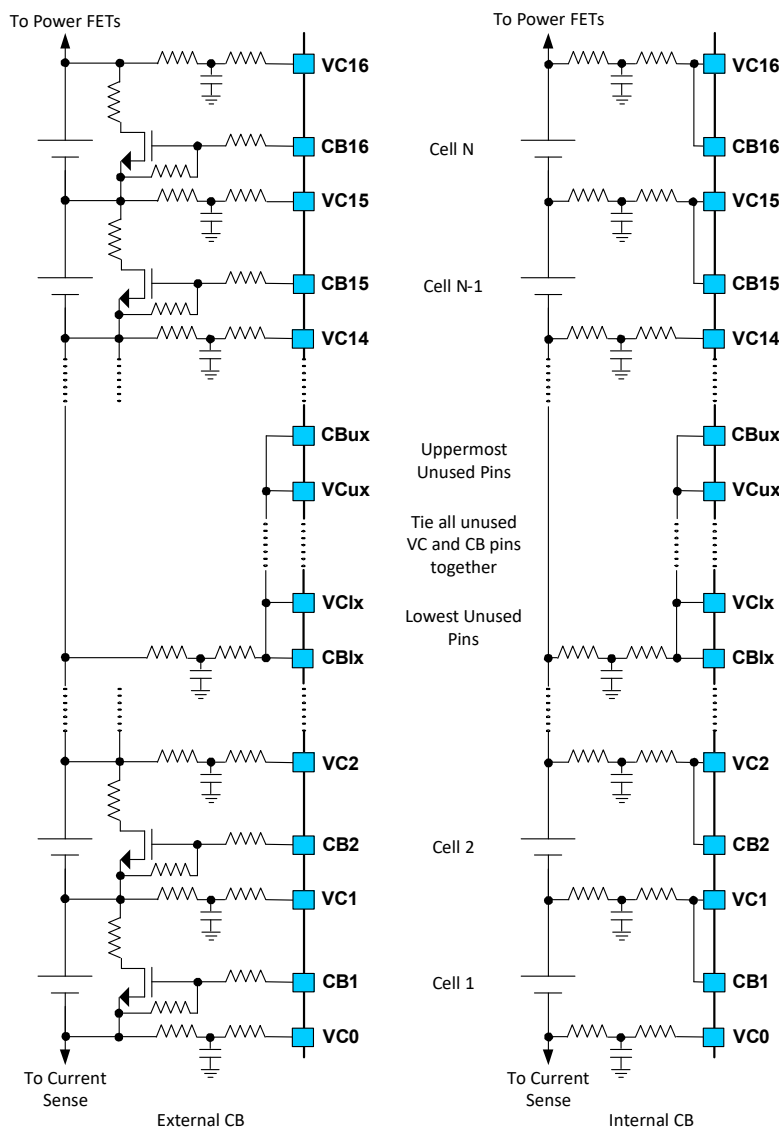 To Power FETs
VC16
CB16
VC15
CB15
VC14
CBux
VCux
VClx
CBlx
VC2
CB2
VC1
CB1
VC0
To Current
Sense
External CB
Cell N
Cell N-1
Uppermost
Unused Pins
Tie all unused
VC and CB pins
together
Lowest Unused
Pins
Cell 2
Cell 1
To Power FETs
VC16
CB16
VC15
CB15
VC14
CBux
VCux
VClx
CBlx
VC2
CB2
VC1
CB1
VC0
To Current
Sense
Internal CB